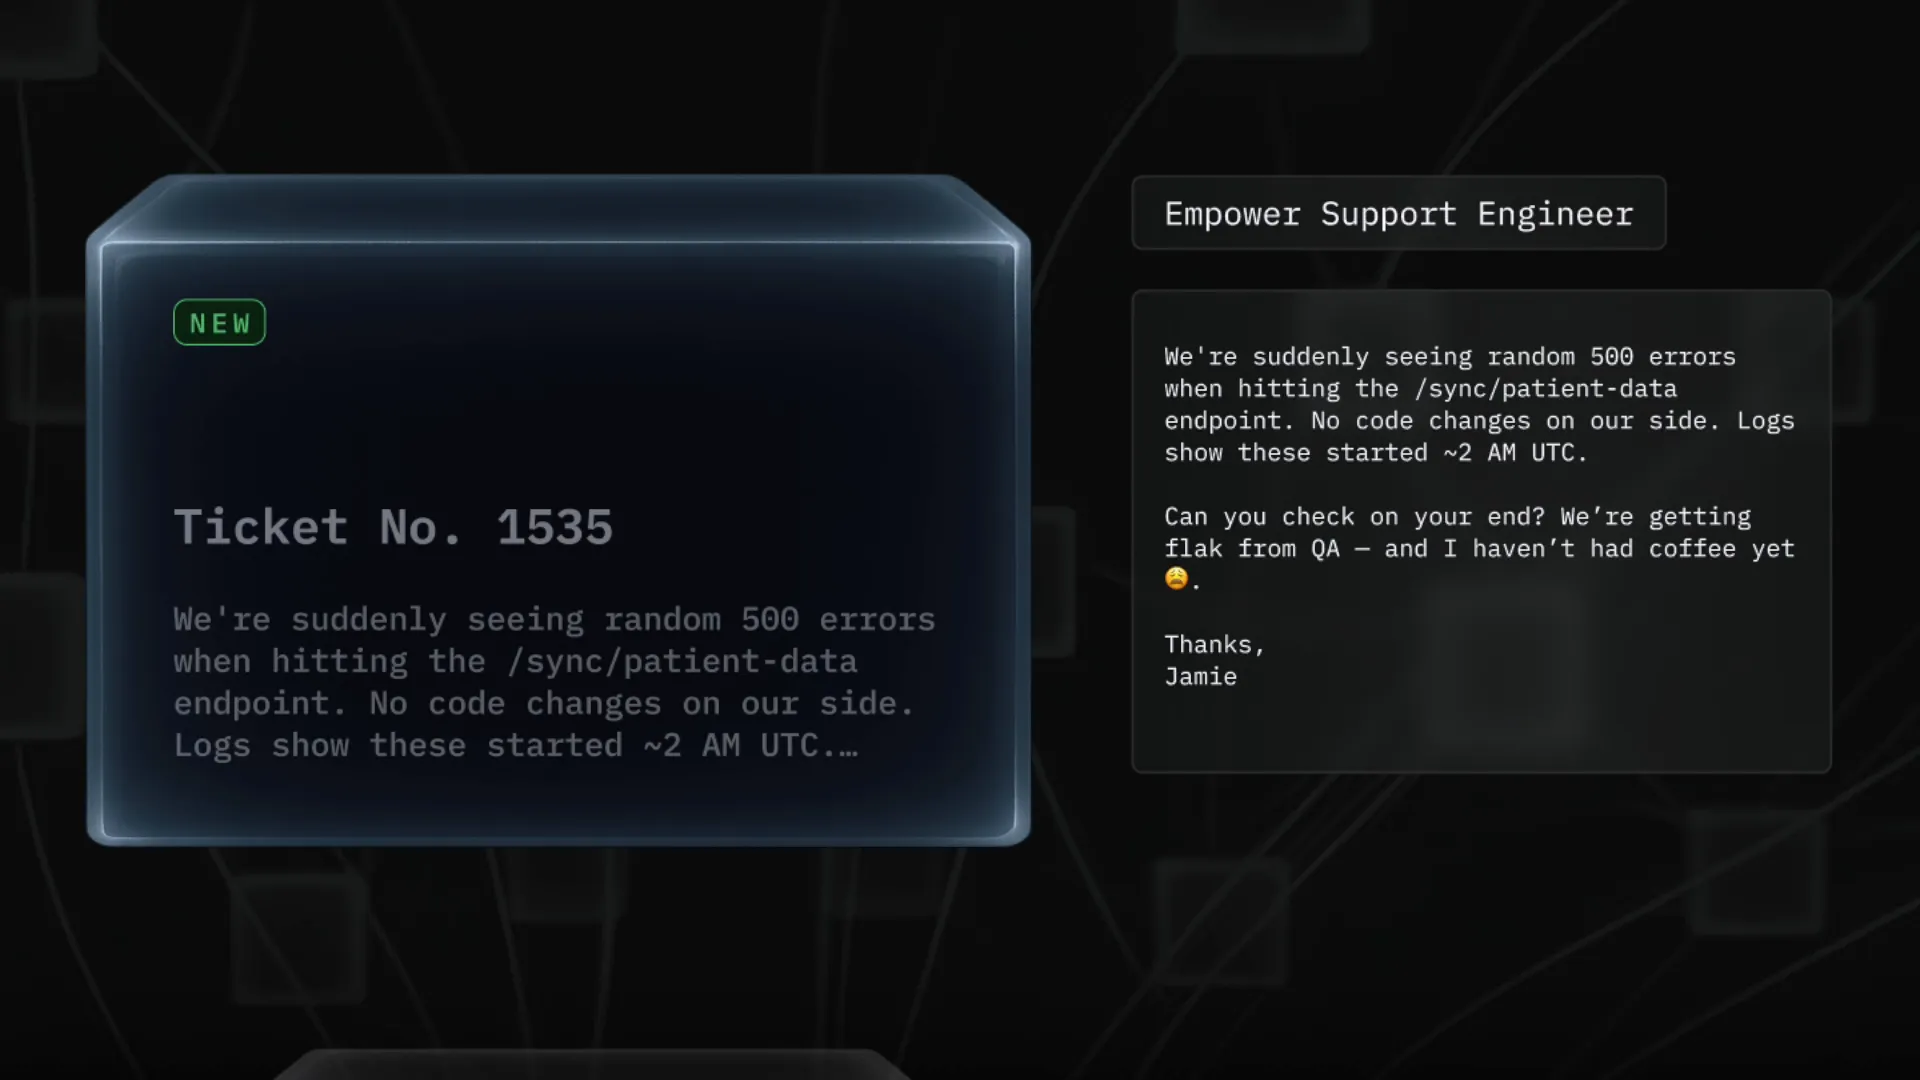 NEW
Ticket No. 1535
We're suddenly seeing random 500 errors
when hitting the /sync/patient-data
endpoint. No code changes on our side.
Logs show these started ~2 AM UTC.…
Empower Support Engineer
We're suddenly seeing random 500 errors
when hitting the /sync/patient-data
endpoint. No code changes on our side. Logs
show these started ~2 AM UTC.
Can you check on your end? We’re getting
flak from QA — and I haven’t had coffee yet
😩.
Thanks,
Jamie